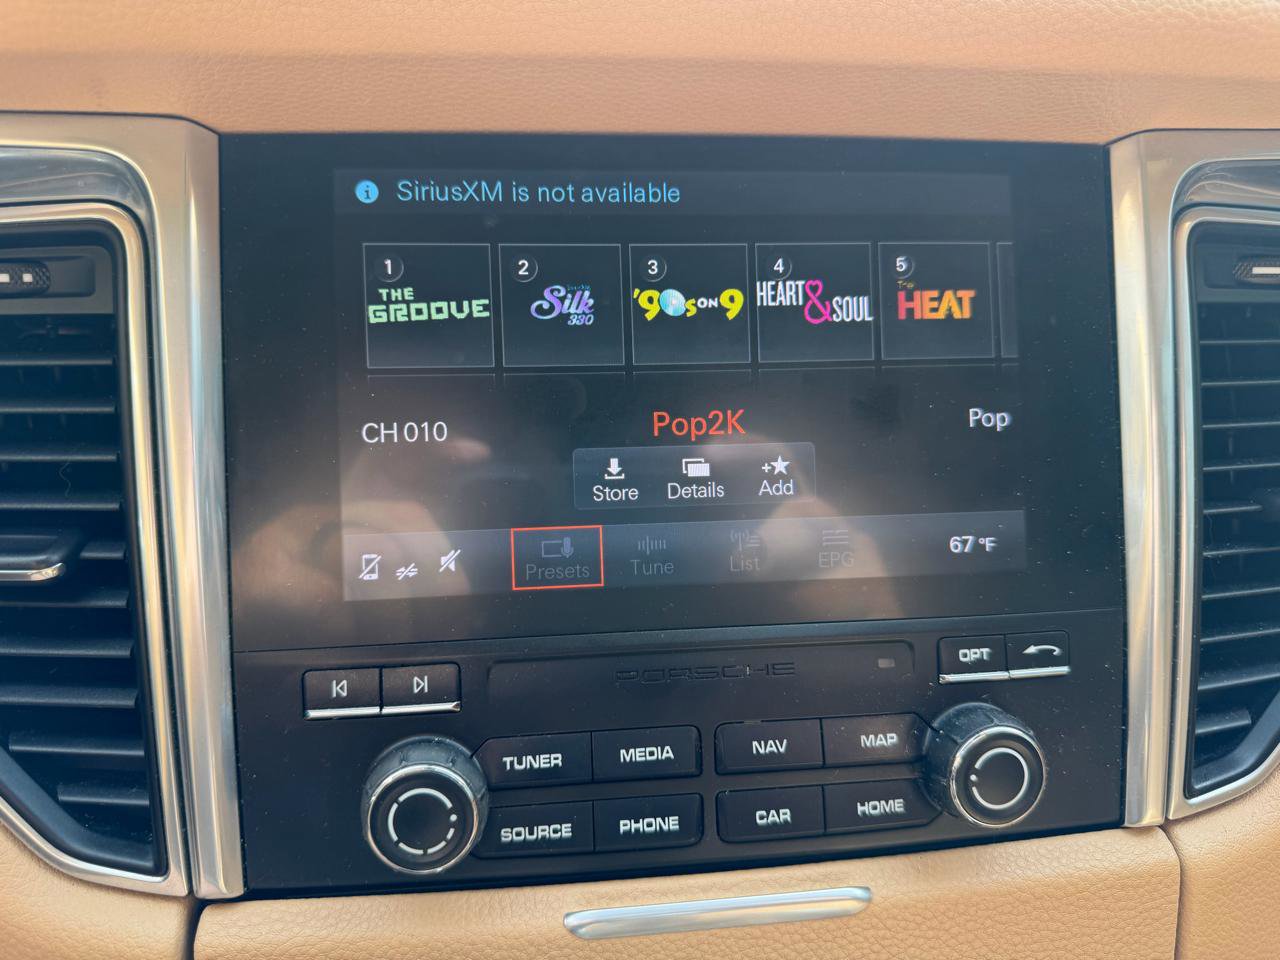 SiriusXM is not available
1 2 3 4 5
THE GROOVE
Silk 330
'90s ON 9
HEART & SOUL
THE HEAT
CH 010 Pop2K Pop
Store Details Add
Presets Tune List EPG 67 °F
PORSCHE
OPT
TUNER MEDIA NAV MAP
SOURCE PHONE CAR HOME